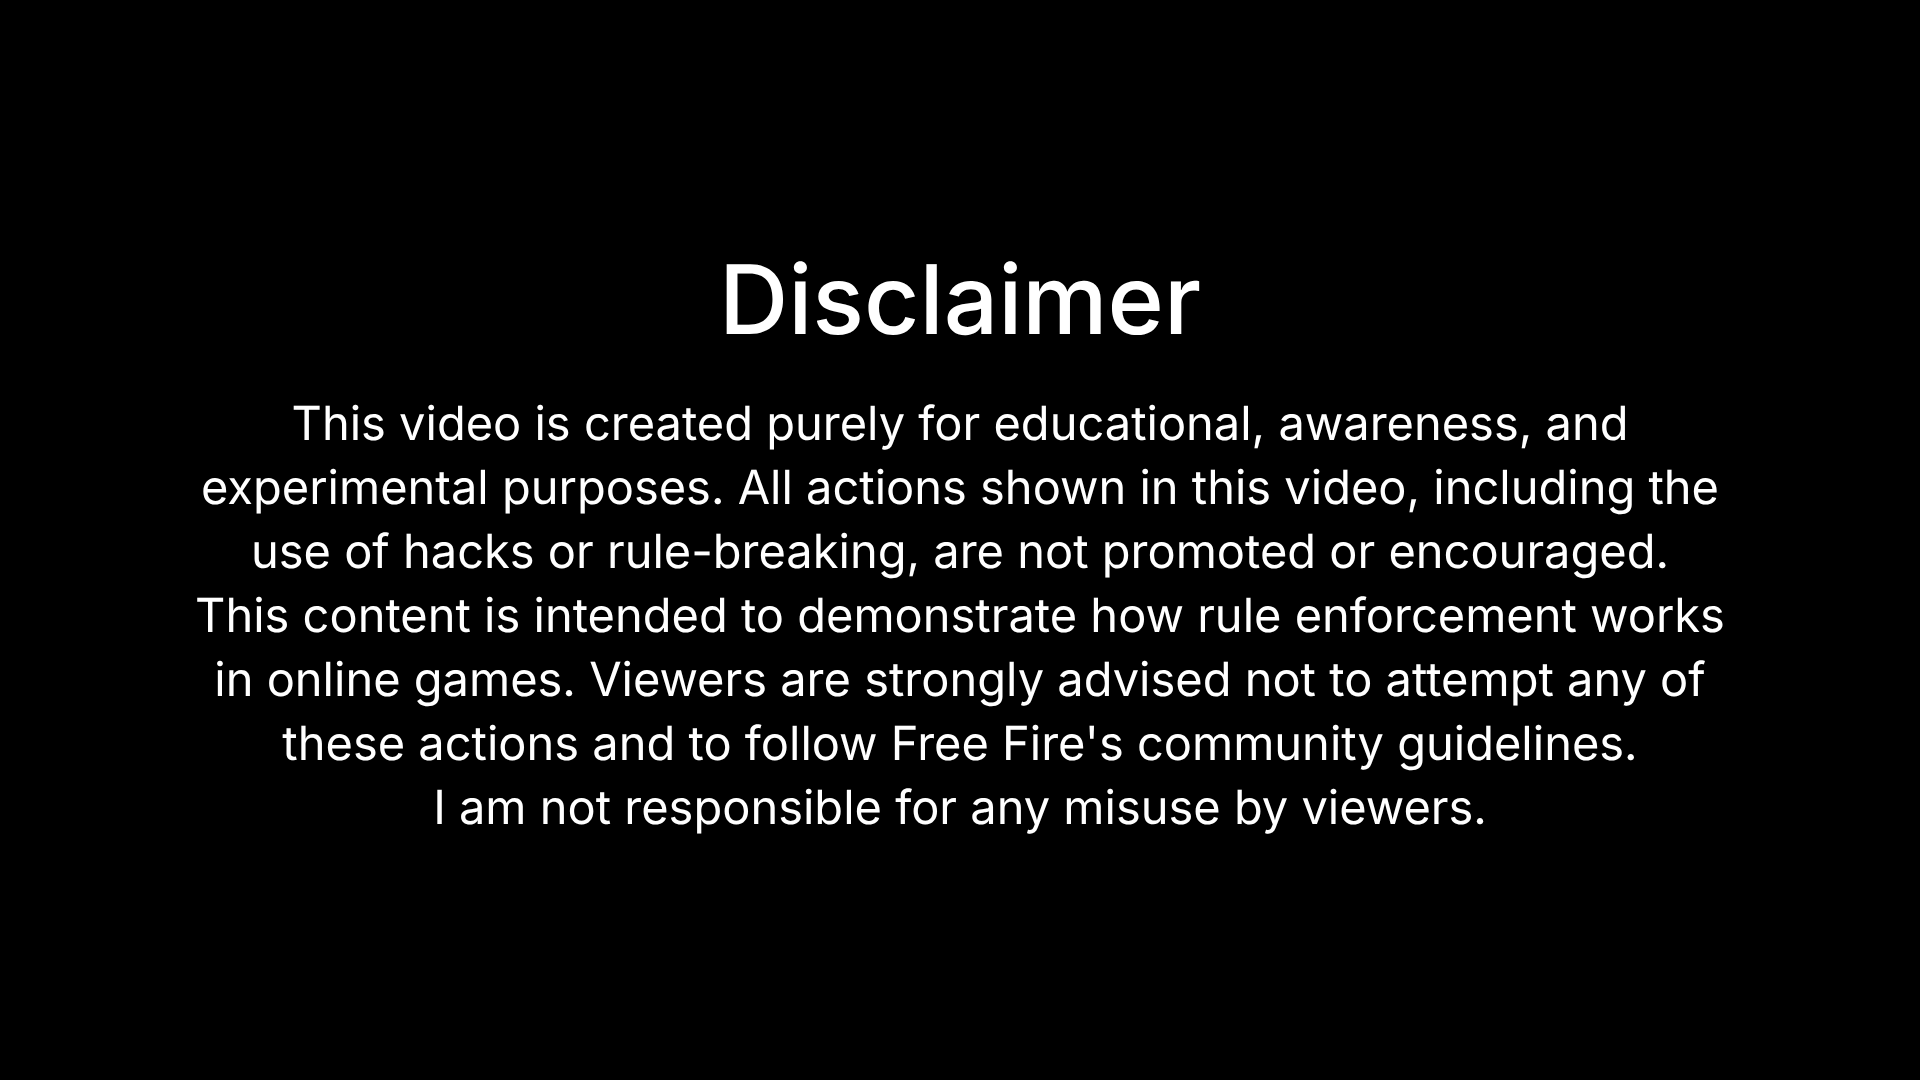 Disclaimer
This video is created purely for educational, awareness, and
experimental purposes. All actions shown in this video, including the
use of hacks or rule-breaking, are not promoted or encouraged.
This content is intended to demonstrate how rule enforcement works
in online games. Viewers are strongly advised not to attempt any of
these actions and to follow Free Fire's community guidelines.
I am not responsible for any misuse by viewers.